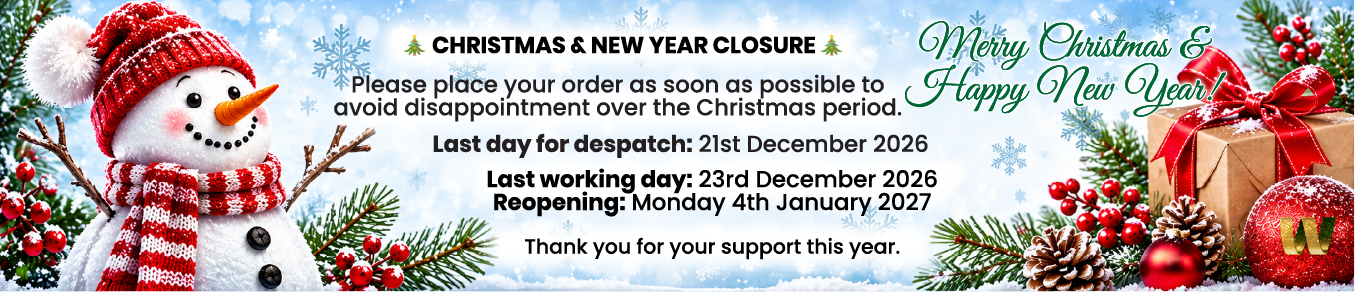 🎄 CHRISTMAS & NEW YEAR CLOSURE 🎄
Please place your order as soon as possible to
avoid disappointment over the Christmas period.
Last day for despatch: 21st December 2026
Last working day: 23rd December 2026
Reopening: Monday 4th January 2027
Thank you for your support this year.
Merry Christmas &
Happy New Year!
W